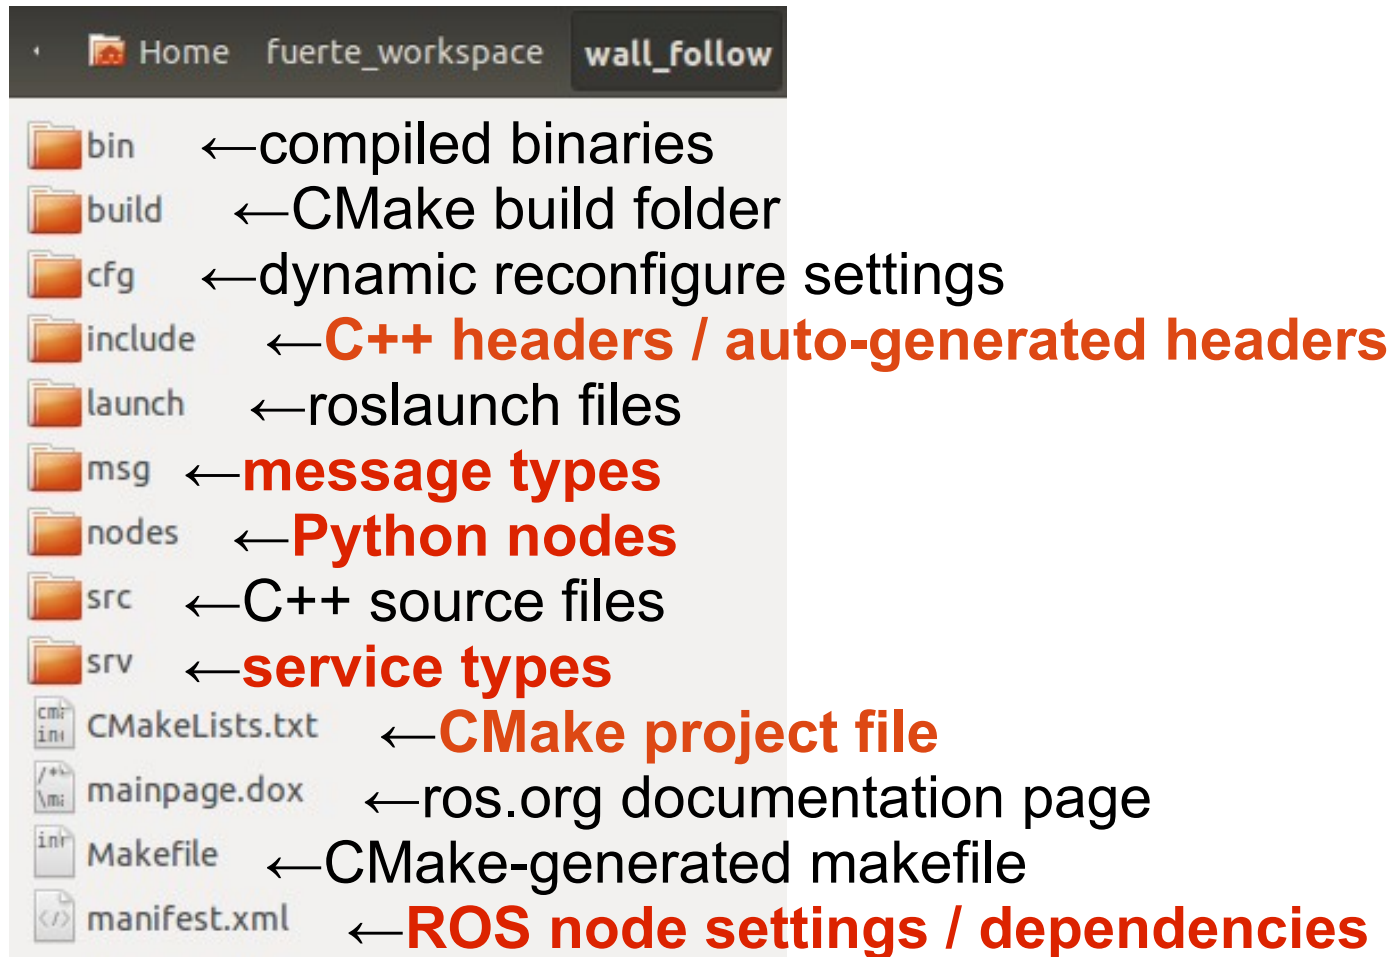 Home fuerte_workspace wall_follow
bin ←compiled binaries
build ←CMake build folder
cfg ←dynamic reconfigure settings
include ←C++ headers / auto-generated headers
launch ←roslaunch files
msg ←message types
nodes ←Python nodes
src ←C++ source files
srv ←service types
CMakeLists.txt ←CMake project file
mainpage.dox ←ros.org documentation page
Makefile ←CMake-generated makefile
manifest.xml ←ROS node settings / dependencies